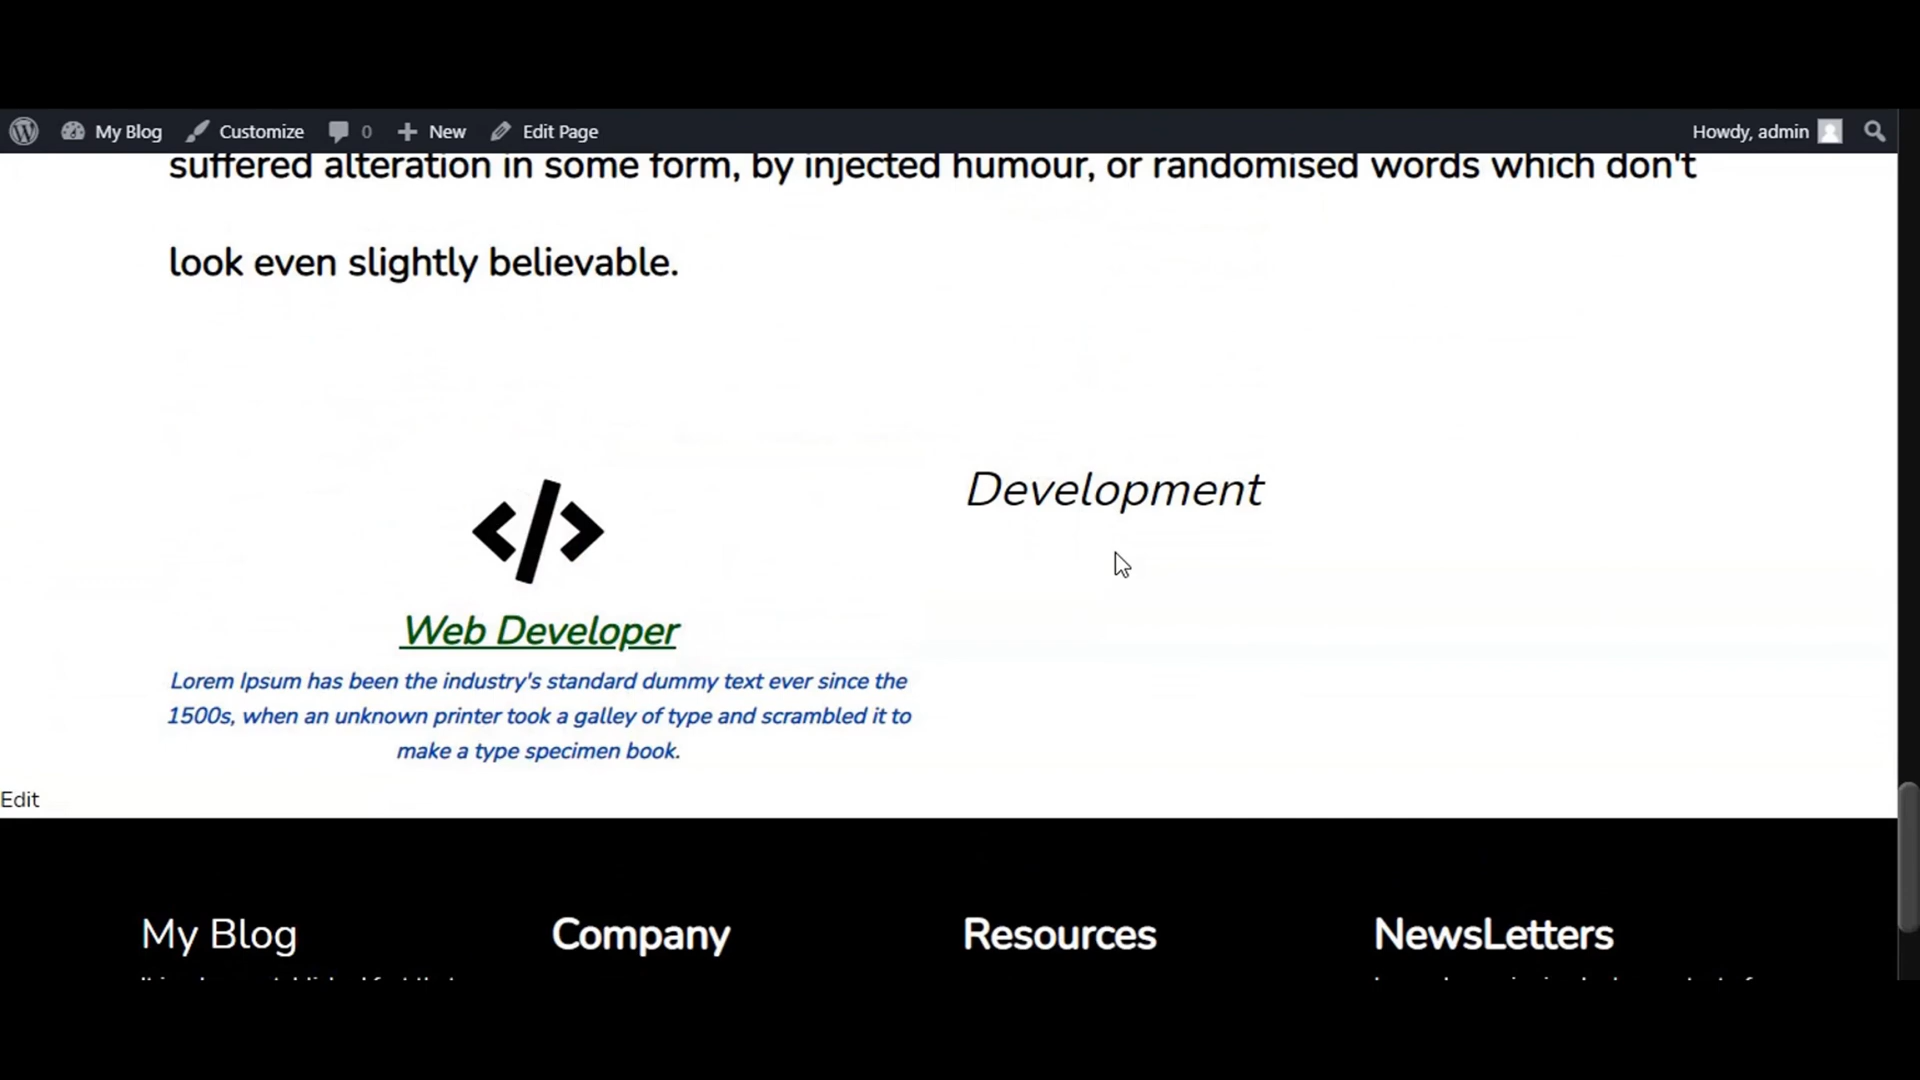 My Blog Customize 0 New Edit Page Howdy, admin
suffered alteration in some form, by injected humour, or randomised words which don't
look even slightly believable.
Development
Web Developer
Lorem Ipsum has been the industry's standard dummy text ever since the
1500s, when an unknown printer took a galley of type and scrambled it to
make a type specimen book.
Edit
My Blog Company Resources NewsLetters